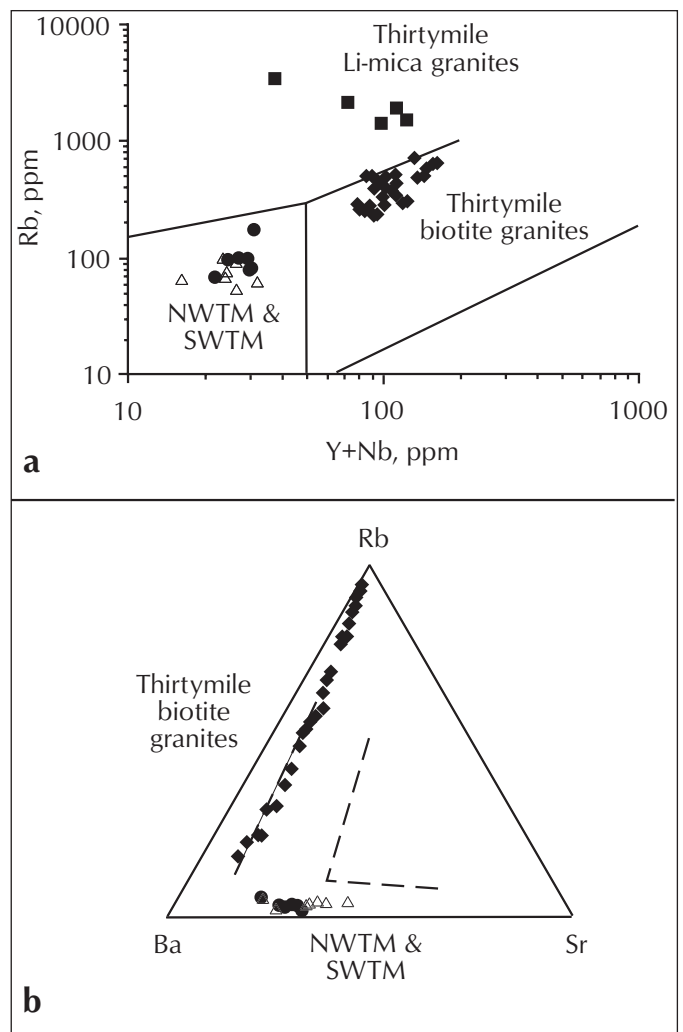 10000
Thirtymile
Li-mica granites
1000
Rb, ppm
Thirtymile
biotite granites
100
NWTM &
SWTM
10
10
100
1000
Y+Nb, ppm
a
Rb
Thirtymile
biotite
granites
Ba
NWTM &
SWTM
Sr
b